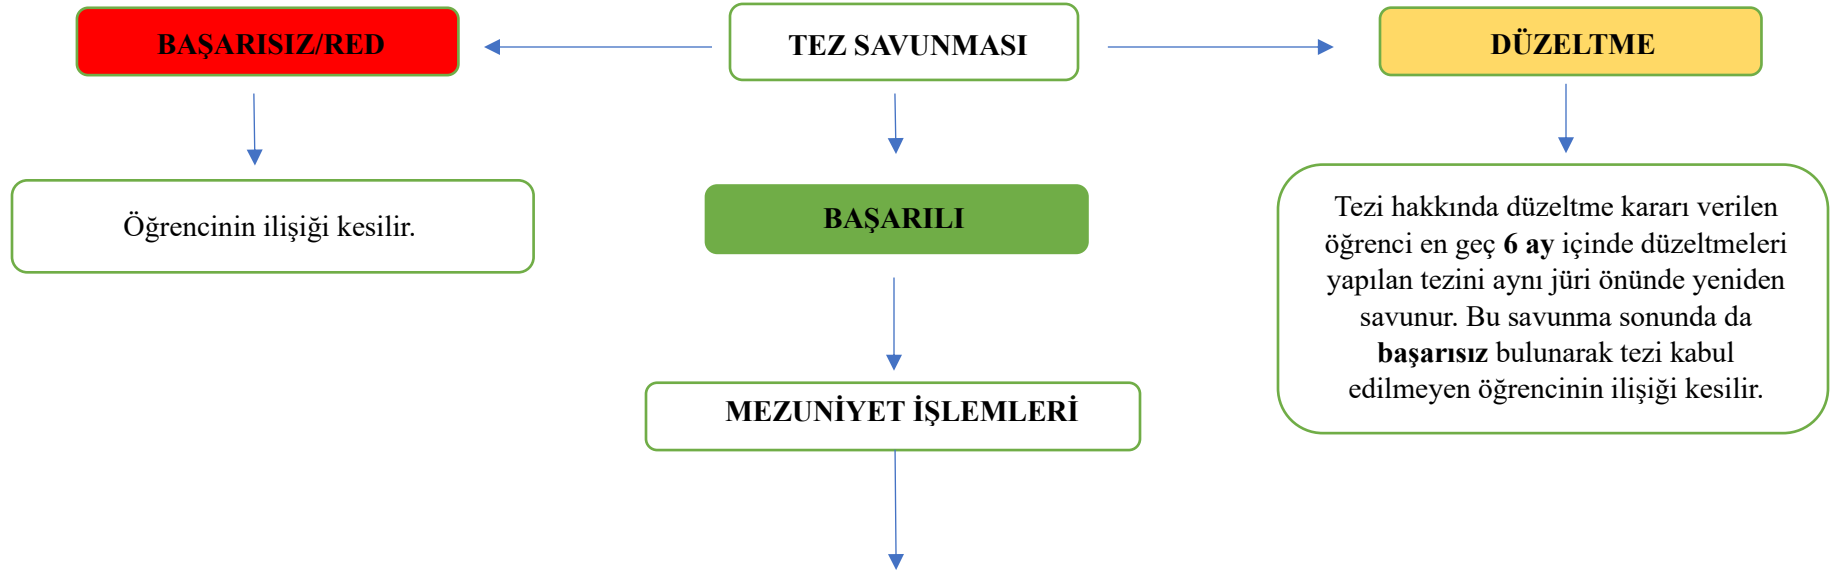 BAŞARISIZ/RED
TEZ SAVUNMASI
DÜZELTME
Öğrencinin ilişiği kesilir.
BAŞARILI
Tezi hakkında düzeltme kararı verilen
öğrenci en geç 6 ay içinde düzeltmeleri
yapılan tezini aynı jüri önünde yeniden
savunur. Bu savunma sonunda da
başarısız bulunarak tezi kabul
edilmeyen öğrencinin ilişiği kesilir.
MEZUNİYET İŞLEMLERİ